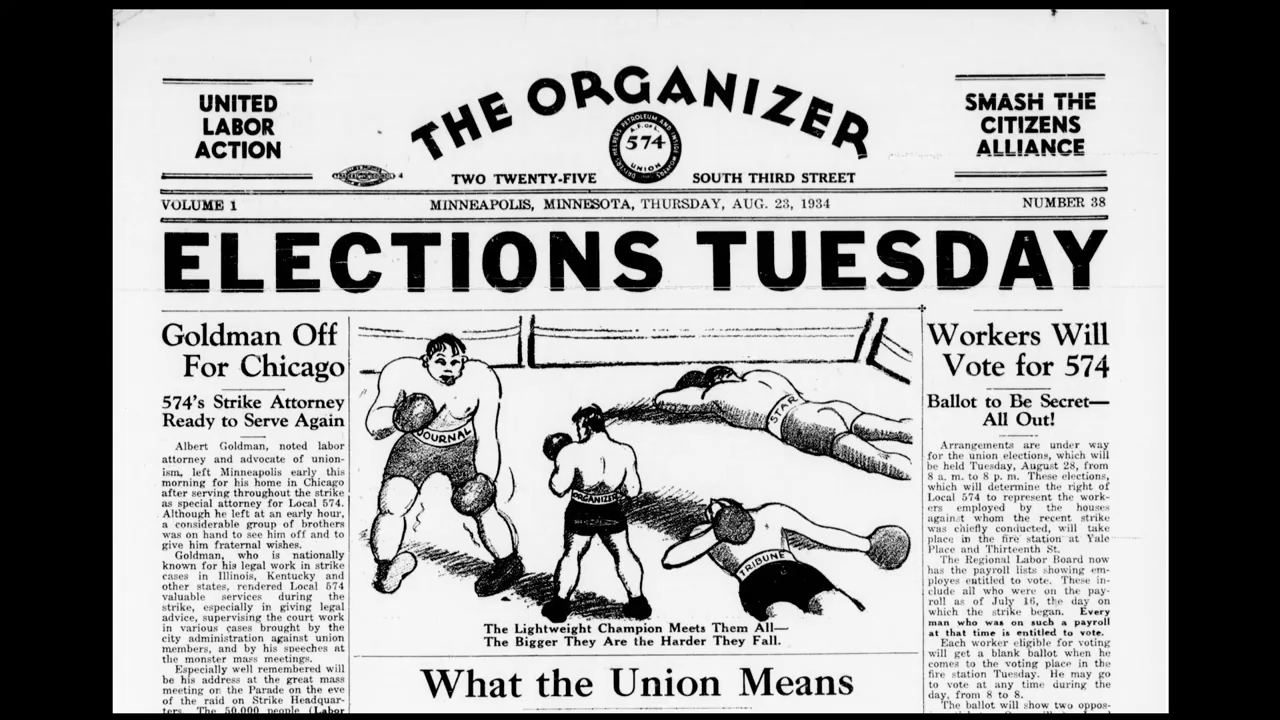 UNITED
LABOR
ACTION
THE ORGANIZER
DRIVERS HELPERS PETROLEUM AND INSIDE WORKERS
A.F. OF L.
574
UNION
SMASH THE
CITIZENS
ALLIANCE
TWO TWENTY-FIVE SOUTH THIRD STREET
VOLUME 1 MINNEAPOLIS, MINNESOTA, THURSDAY, AUG. 23, 1934 NUMBER 38
ELECTIONS TUESDAY
Goldman Off
For Chicago
574's Strike Attorney
Ready to Serve Again
Albert Goldman, noted labor
attorney and advocate of union-
ism, left Minneapolis early this
morning for his home in Chicago
after serving throughout the strike
as special attorney for Local 574.
Although he left at an early hour,
a considerable group of brothers
was on hand to see him off and to
give him fraternal wishes.
Goldman, who is nationally
known for his legal work in strike
cases in Illinois, Kentucky and
other states, rendered Local 574
valuable services during the
strike, especially in giving legal
advice, supervising the court work
in various cases brought by the
city administration against union
members, and by his speeches at
the monster mass meetings.
Especially well remembered will
be his address at the great mass
meeting on the Parade on the eve
of the raid on Strike Headquar-
ters. The 50,000 people (Labor
JOURNAL
ORGANIZER
STAR
TRIBUNE
The Lightweight Champion Meets Them All—
The Bigger They Are the Harder They Fall.
What the Union Means
Workers Will
Vote for 574
Ballot to Be Secret—
All Out!
Arrangements are under way
for the union elections, which will
be held Tuesday, August 28, from
8 a. m. to 8 p. m. These elections,
which will determine the right of
Local 574 to represent the work-
ers employed by the houses
against whom the recent strike
was chiefly conducted, will take
place in the fire station at Yale
Place and Thirteenth St.
The Regional Labor Board now
has the payroll lists showing em-
ployes entitled to vote. These in-
clude all who were on the pay-
roll as of July 16, the day on
which the strike began. Every
man who was on such a payroll
at that time is entitled to vote.
Each worker eligible for voting
will get a blank ballot when he
comes to the voting place in the
fire station Tuesday. He may go
to vote at any time during the
day, from 8 to 8.
The ballot will show two oppos-